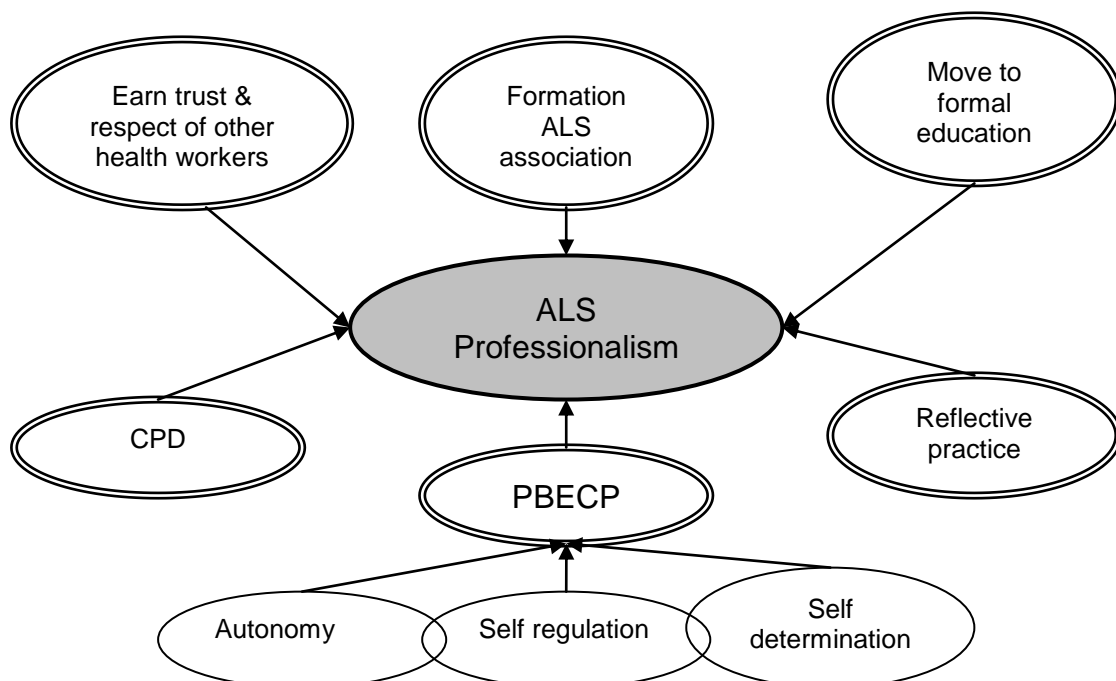 Earn trust &
respect of other
health workers
Formation
ALS
association
Move to
formal
education
ALS
Professionalism
CPD
Reflective
practice
PBECP
Autonomy
Self regulation
Self
determination